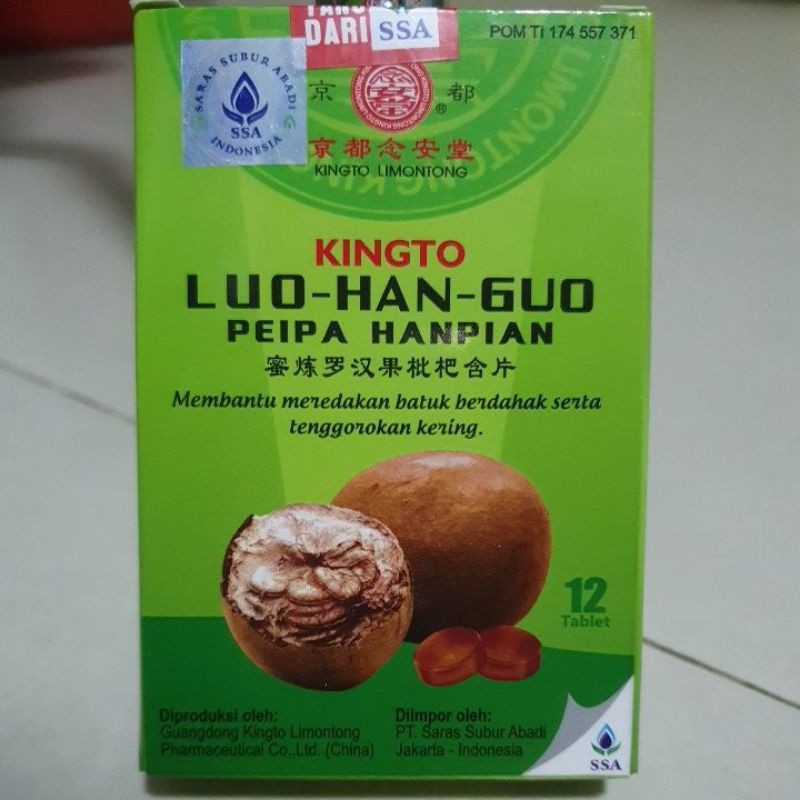 DARI SSA
POM TI 174 557 371
SARAS SUBUR ABADI
SSA
INDONESIA
京 都
®
京都念安堂
KINGTO LIMONTONG
KINGTO
LUO-HAN-GUO
PEIPA HANPIAN
蜜炼罗汉果枇杷含片
Membantu meredakan batuk berdahak serta
tenggorokan kering.
12
Tablet
Diproduksi oleh:
Guangdong Kingto Limontong
Pharmaceutical Co.,Ltd (China)
Diimpor oleh:
PT. Saras Subur Abadi
Jakarta - Indonesia
SSA